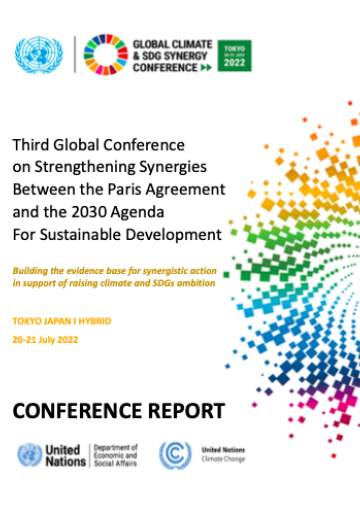 GLOBAL CLIMATE
& SDG SYNERGY
CONFERENCE
TOKYO
20-21 JULY
2022
Third Global Conference
on Strengthening Synergies
Between the Paris Agreement
and the 2030 Agenda
For Sustainable Development
Building the evidence base for synergistic action
in support of raising climate and SDGs ambition
TOKYO JAPAN I HYBRID
20-21 July 2022
CONFERENCE REPORT
United
Nations
Department of
Economic and
Social Affairs
United Nations
Climate Change